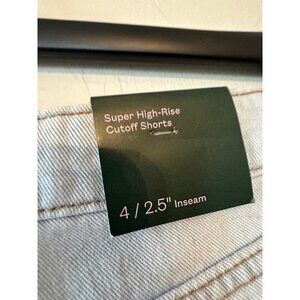 Super High-Rise
Cutoff Shorts
4 / 2.5" Inseam